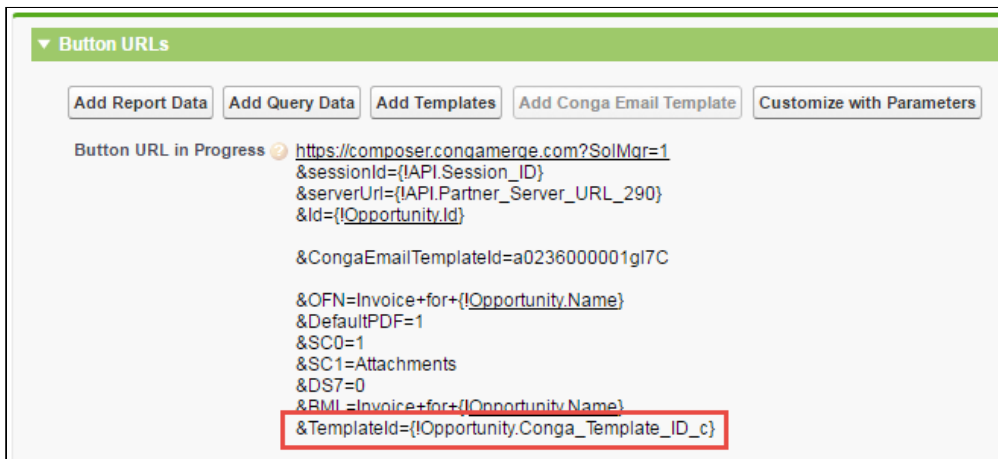 Button URLs
Add Report Data Add Query Data Add Templates Add Conga Email Template Customize with Parameters
Button URL in Progress ? https://composer.congamerge.com?SolMgr=1
&sessionId={!API.Session_ID}
&serverUrl={!API.Partner_Server_URL_290}
&Id={!Opportunity.Id}
&CongaEmailTemplateId=a0236000001gI7C
&OFN=Invoice+for+{!Opportunity.Name}
&DefaultPDF=1
&SC0=1
&SC1=Attachments
&DS7=0
&BML=Invoice+for+{!Opportunity.Name}
&TemplateId={!Opportunity.Conga_Template_ID_c}